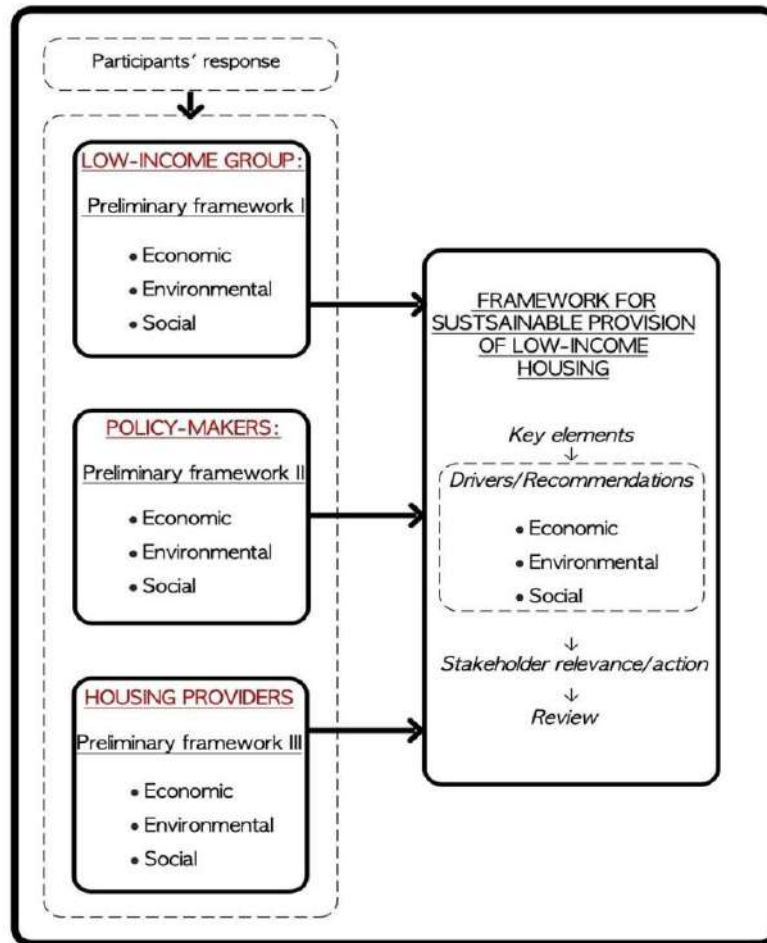 Participants' response
LOW-INCOME GROUP:
Preliminary framework I
• Economic
• Environmental
• Social
POLICY-MAKERS:
Preliminary framework II
• Economic
• Environmental
• Social
HOUSING PROVIDERS
Preliminary framework III
• Economic
• Environmental
• Social
FRAMEWORK FOR
SUSTSAINABLE PROVISION
OF LOW-INCOME
HOUSING
Key elements
↓
Drivers/Recommendations
• Economic
• Environmental
• Social
↓
Stakeholder relevance/action
↓
Review